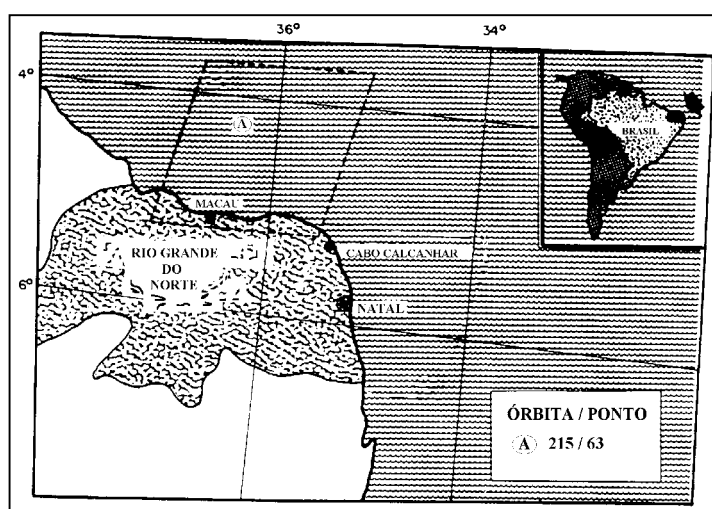 36°
34°
4°
A
BRASIL
MACAU
RIO GRANDE
DO
NORTE
CABO CALCANHAR
6°
NATAL
ÓRBITA / PONTO
A 215 / 63